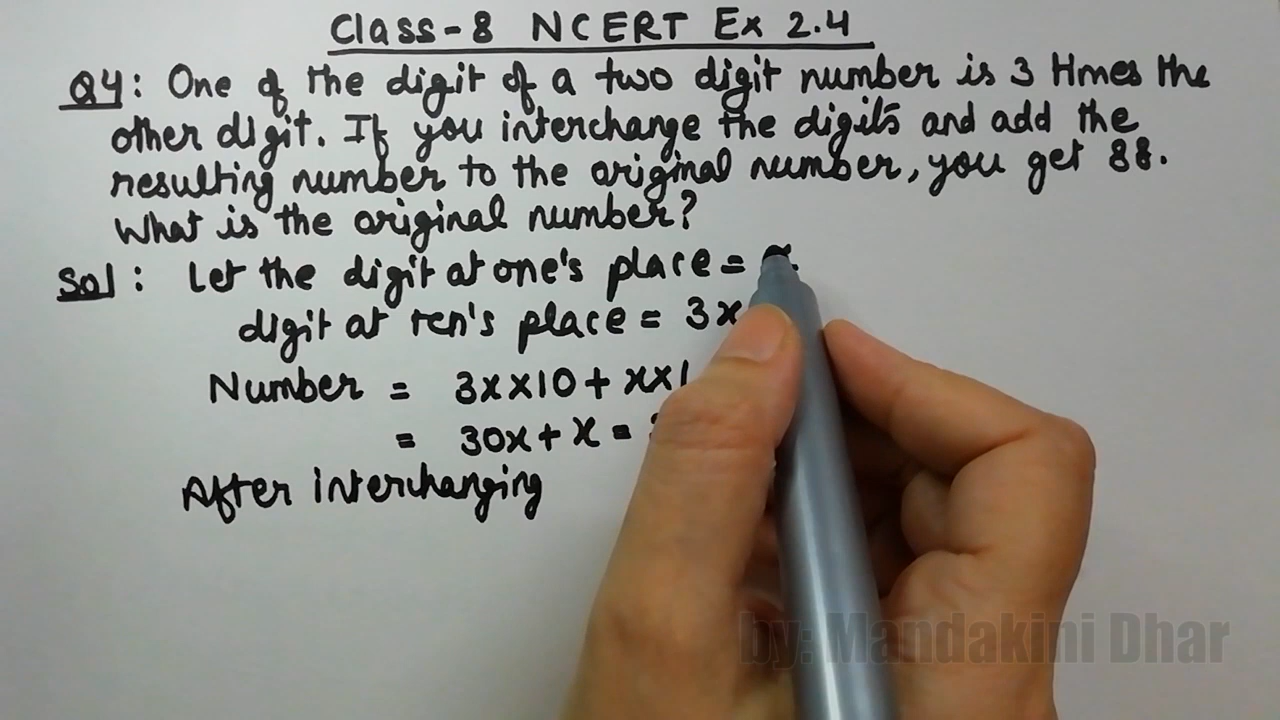 Class-8 NCERT Ex 2.4
Q4: One of the digit of a two digit number is 3 times the
other digit. If you interchange the digits and add the
resulting number to the original number, you get 88.
What is the original number?
Sol: Let the digit at one's place =
digit at ten's place = 3x
Number = 3x×10 + x×1
= 30x + x =
After interchanging
by: Mandakini Dhar